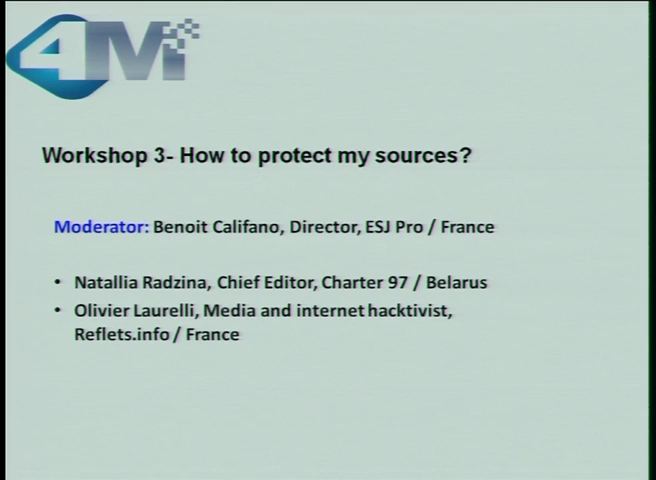 4M
Workshop 3- How to protect my sources?
Moderator: Benoit Califano, Director, ESJ Pro / France
• Natallia Radzina, Chief Editor, Charter 97 / Belarus
• Olivier Laurelli, Media and internet hacktivist,
Reflets.info / France